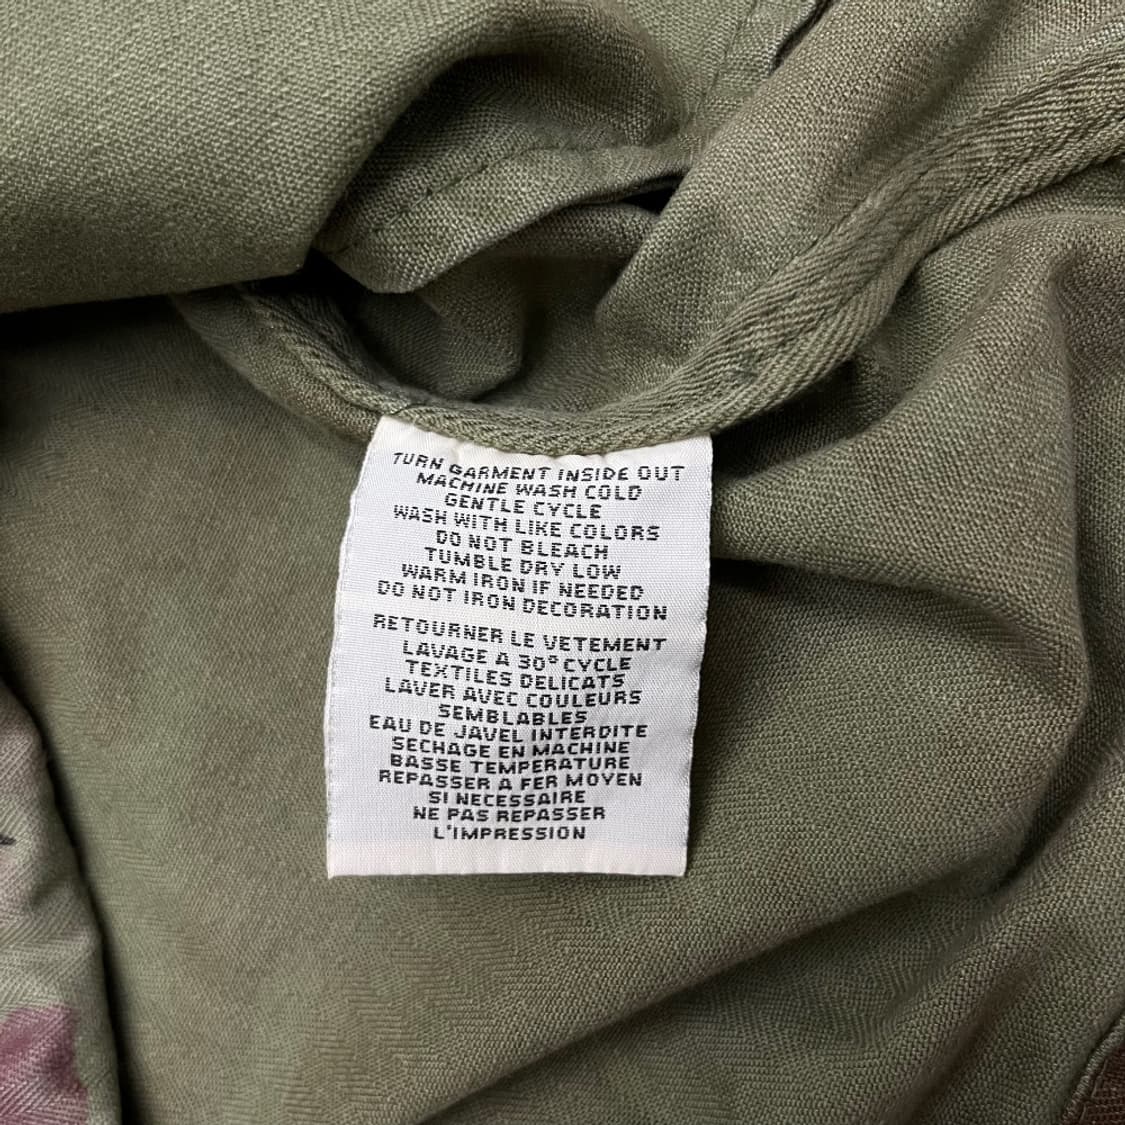 TURN GARMENT INSIDE OUT
MACHINE WASH COLD
GENTLE CYCLE
WASH WITH LIKE COLORS
DO NOT BLEACH
TUMBLE DRY LOW
WARM IRON IF NEEDED
DO NOT IRON DECORATION
RETOURNER LE VETEMENT
LAVAGE A 30° CYCLE
TEXTILES DELICATS
LAVER AVEC COULEURS
SEMBLABLES
EAU DE JAVEL INTERDITE
SECHAGE EN MACHINE
BASSE TEMPERATURE
REPASSER A FER MOYEN
SI NECESSAIRE
NE PAS REPASSER
L'IMPRESSION